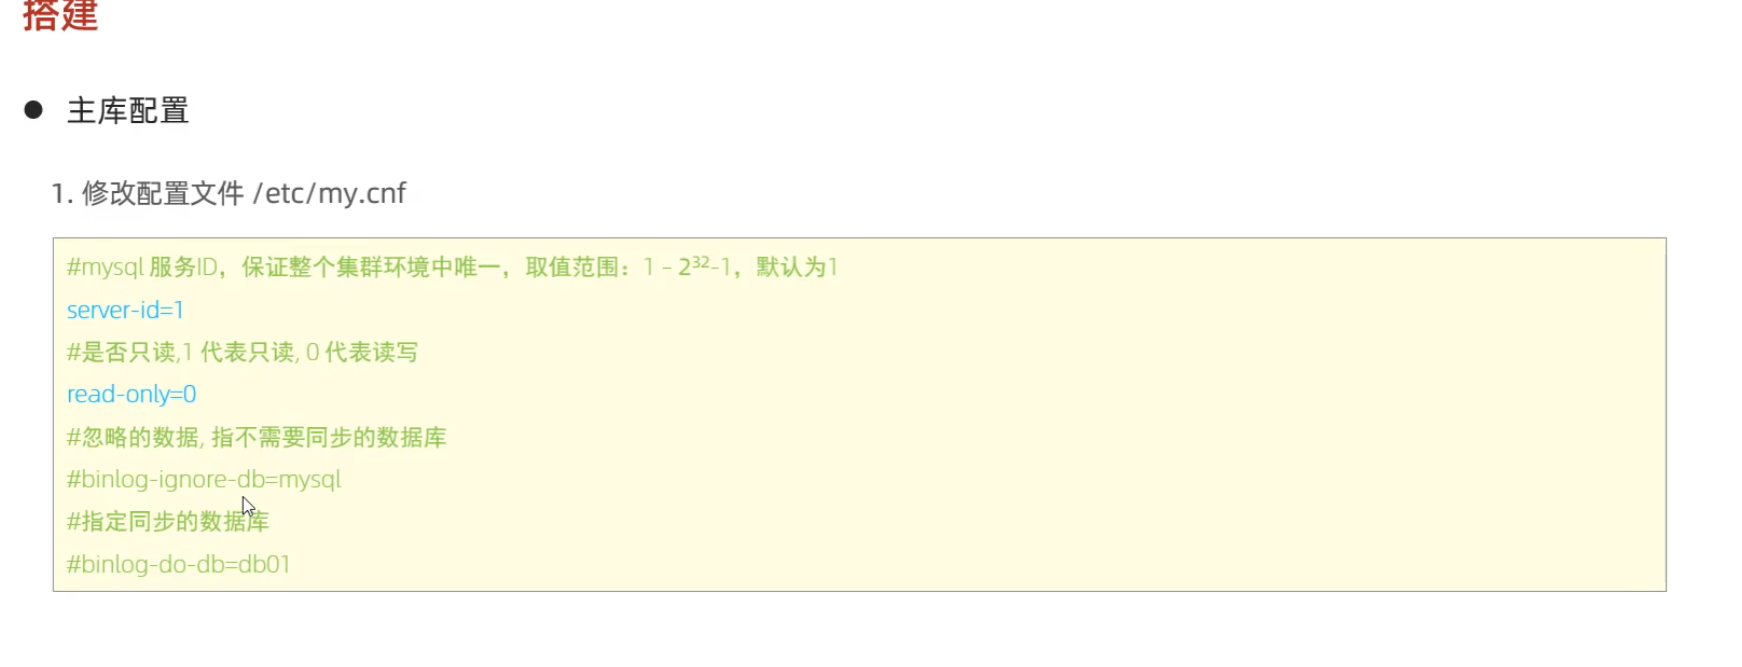 搭建
● 主库配置
1. 修改配置文件 /etc/my.cnf
#mysql 服务ID，保证整个集群环境中唯一，取值范围：1 – 2³²-1，默认为1
server-id=1
#是否只读,1 代表只读, 0 代表读写
read-only=0
#忽略的数据, 指不需要同步的数据库
#binlog-ignore-db=mysql
#指定同步的数据库
#binlog-do-db=db01